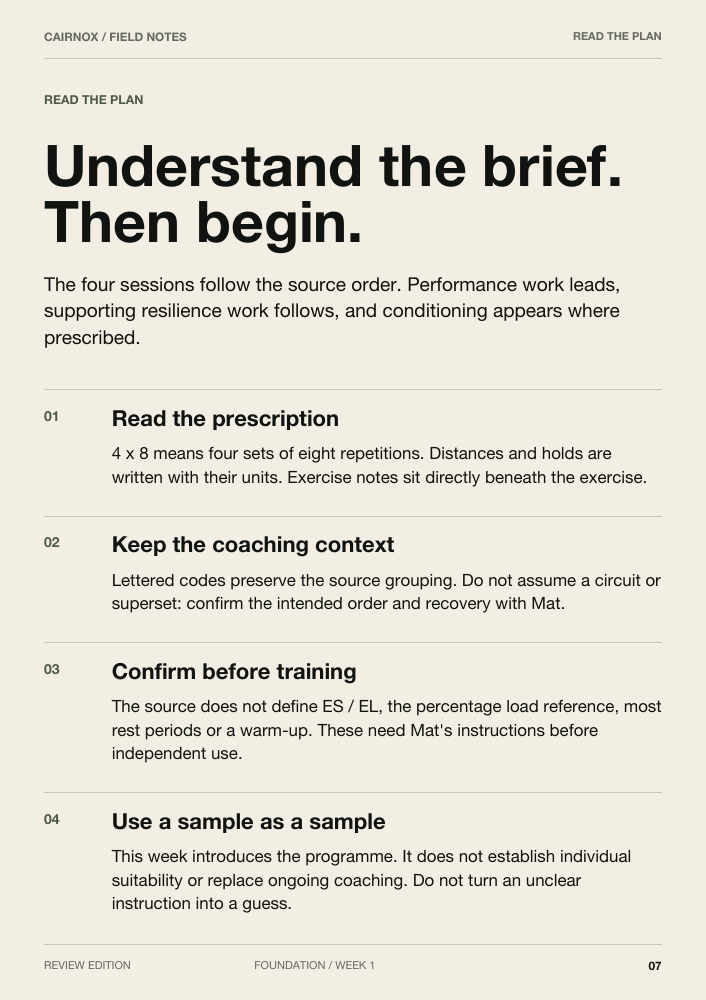 CAIRNOX / FIELD NOTES
READ THE PLAN
READ THE PLAN
Understand the brief.
Then begin.
The four sessions follow the source order. Performance work leads,
supporting resilience work follows, and conditioning appears where
prescribed.
01
Read the prescription
4 x 8 means four sets of eight repetitions. Distances and holds are
written with their units. Exercise notes sit directly beneath the exercise.
02
Keep the coaching context
Lettered codes preserve the source grouping. Do not assume a circuit or
superset: confirm the intended order and recovery with Mat.
03
Confirm before training
The source does not define ES / EL, the percentage load reference, most
rest periods or a warm-up. These need Mat's instructions before
independent use.
04
Use a sample as a sample
This week introduces the programme. It does not establish individual
suitability or replace ongoing coaching. Do not turn an unclear
instruction into a guess.
REVIEW EDITION
FOUNDATION / WEEK 1
07